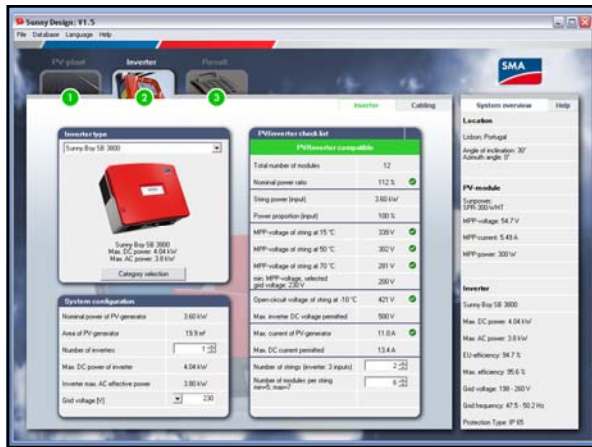 Sunny Design: V1.5
File Database Language Help
PV-plant Inverter Result
1 2 3
SMA
Inverter Cabling
System overview Help
Inverter type
Sunny Boy SB 3800
Sunny Boy SB 3800
Max. DC power: 4.04 kW
Max. AC power: 3.8 kW
Category selection
System configuration
Nominal power of PV-generator 3.60 kW
Area of PV-generator 19.9 m²
Number of inverters 1
Max. DC power of inverter 4.04 kW
Inverter max. AC effective power 3.80 kW
Grid voltage [V] 230
PV/Inverter check list
PV/Inverter compatible
Total number of modules 12
Nominal power ratio 112 %
String power (input) 3.60 kW
Power proportion (input) 100 %
MPP-voltage of string at 15 °C 339 V
MPP-voltage of string at 50 °C 302 V
MPP-voltage of string at 70 °C 281 V
min. MPP-voltage, selected
grid voltage: 230 V 200 V
Open-circuit voltage of string at -10 °C 421 V
Max. inverter DC voltage permitted 500 V
Max. current of PV-generator 11.0 A
Max. DC current permitted 13.4 A
Number of strings (inverter: 3 inputs) 2
Number of modules per string
min=5, max=7 6
Location
Lisbon; Portugal
Angle of inclination: 30°
Azimuth angle: 0°
PV-module
Sunpower;
SPR-300-WHT
MPP-voltage: 54.7 V
MPP-current: 5.49 A
MPP-power: 300 W
Inverter
Sunny Boy SB 3800
Max. DC power: 4.04 kW
Max. AC power: 3.8 kW
EU-efficiency: 94.7 %
Max. efficiency: 95.6 %
Grid voltage: 198 - 260 V
Grid frequency: 47.5 - 50.2 Hz
Protection Type: IP 65